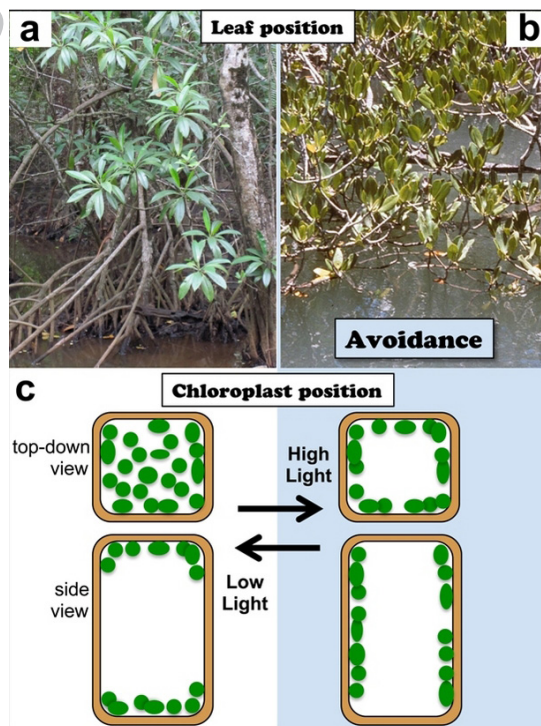 a
Leaf position
b
Avoidance
c
Chloroplast position
top-down
view
High
Light
Low
Light
side
view